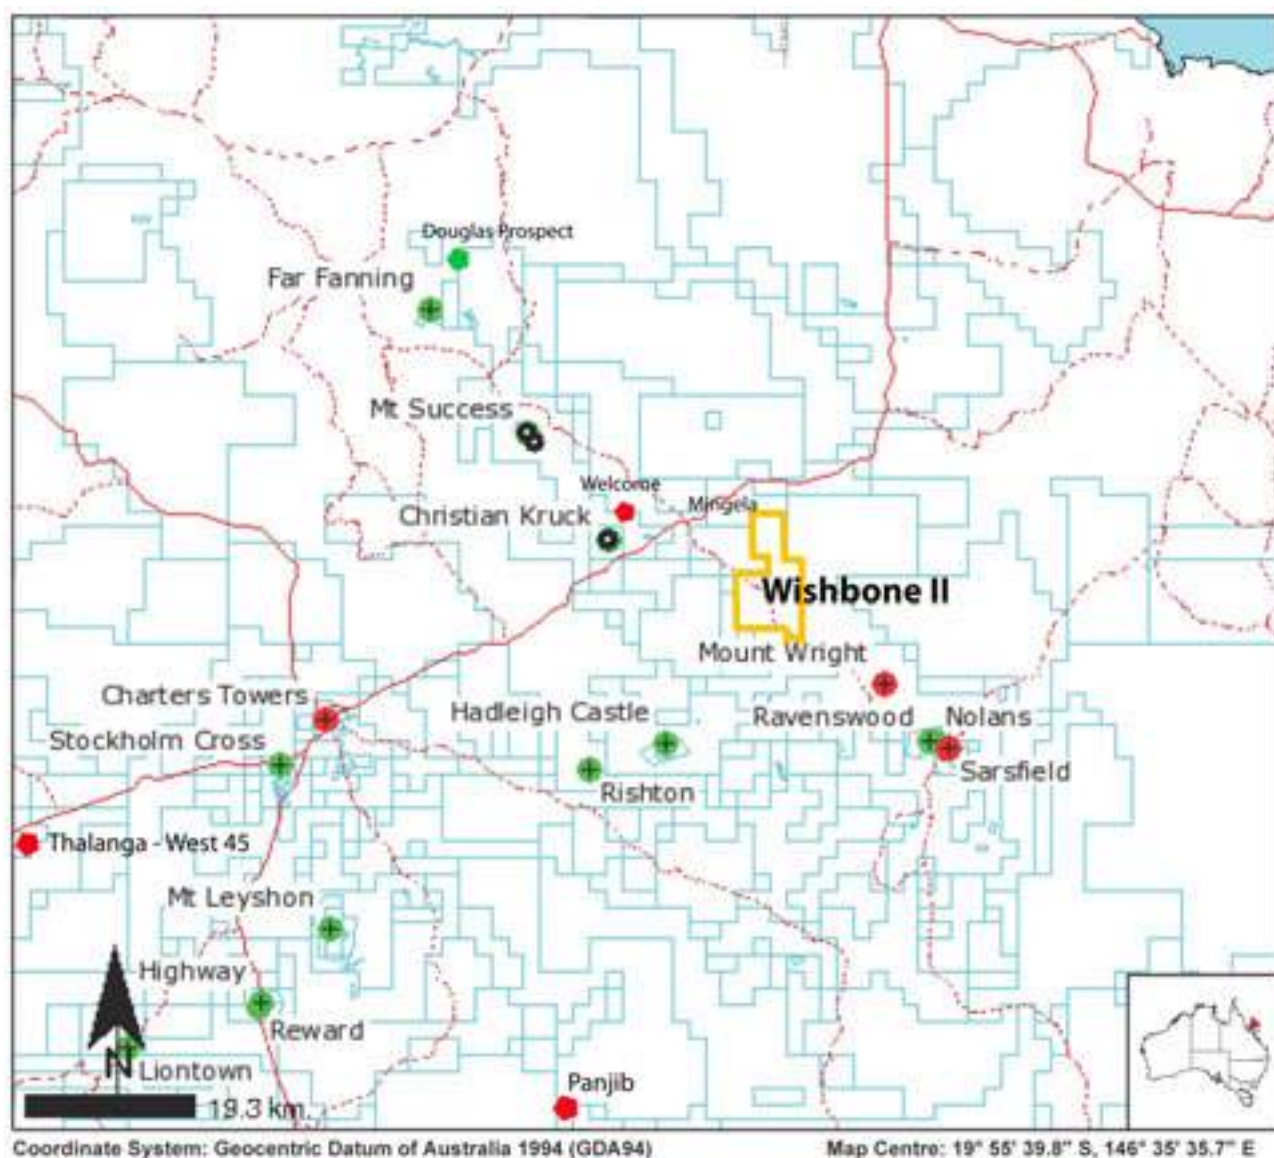 Douglas Prospect
Far Fanning
Mt Success
Welcome
Mingela
Christian Kruck
Wishbone II
Mount Wright
Charters Towers
Hadleigh Castle
Ravenswood
Nolans
Stockholm Cross
Sarsfield
Rishton
Thalanga - West 45
Mt Leyshon
Highway
Reward
N
Liontown
Panjib
19.3 km.
Coordinate System: Geocentric Datum of Australia 1994 (GDA94)
Map Centre: 19° 55' 39.8" S, 146° 35' 35.7" E